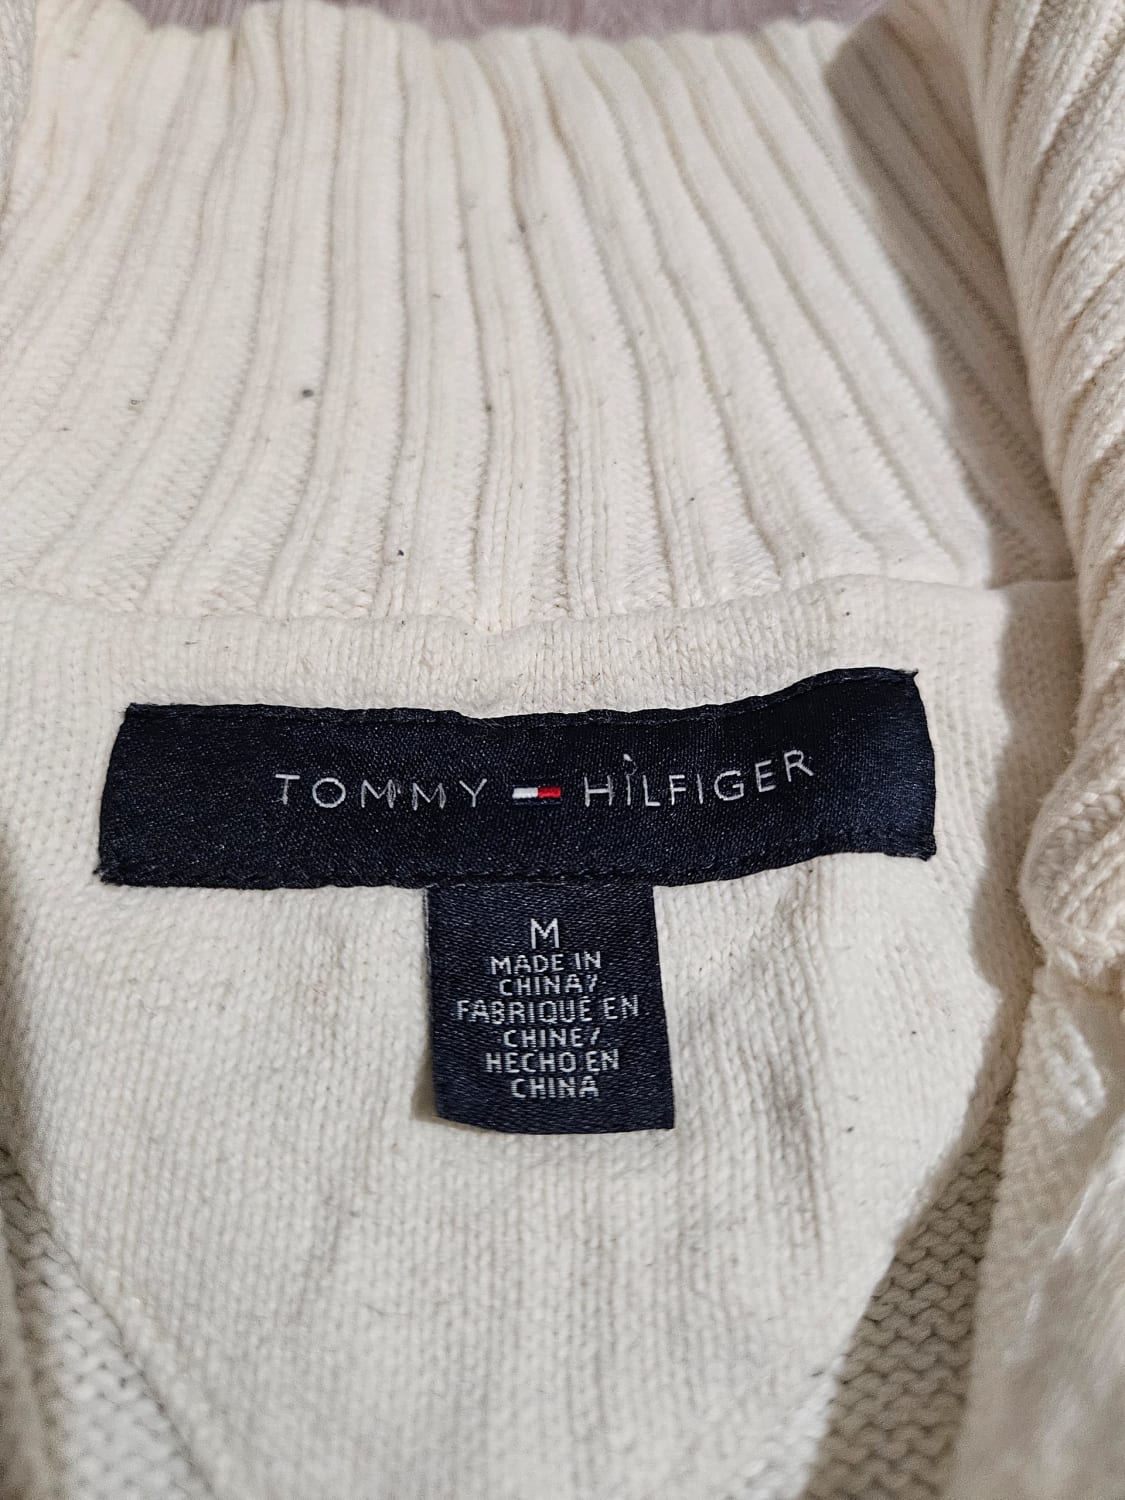 TOMMY HILFIGER
M
MADE IN
CHINA/
FABRIQUÉ EN
CHINE/
HECHO EN
CHINA